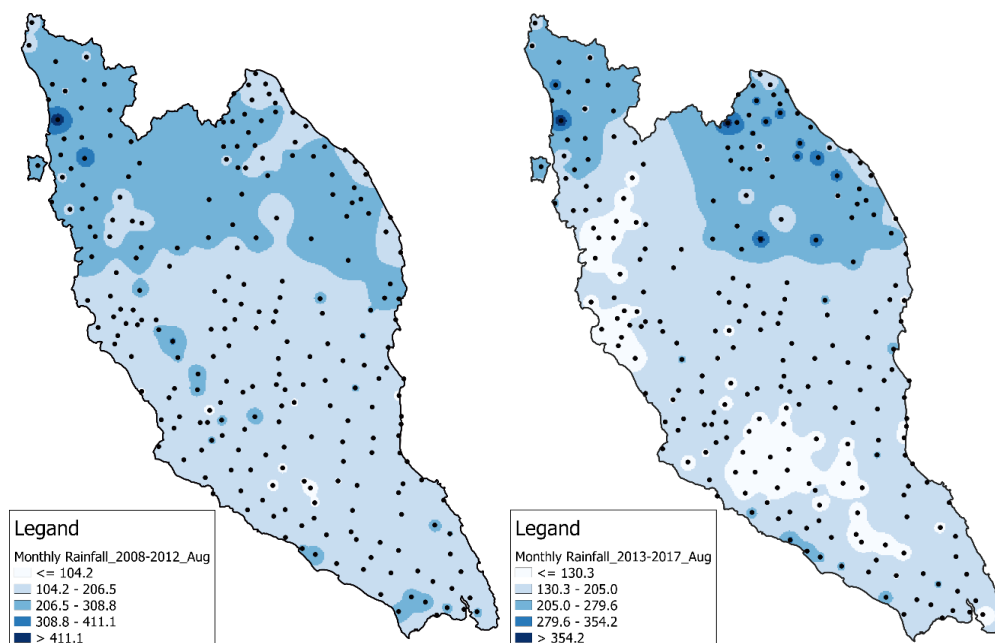 Legand
Monthly Rainfall_2008-2012_Aug
<= 104.2
104.2 - 206.5
206.5 - 308.8
308.8 - 411.1
> 411.1
Legand
Monthly Rainfall_2013-2017_Aug
<= 130.3
130.3 - 205.0
205.0 - 279.6
279.6 - 354.2
> 354.2